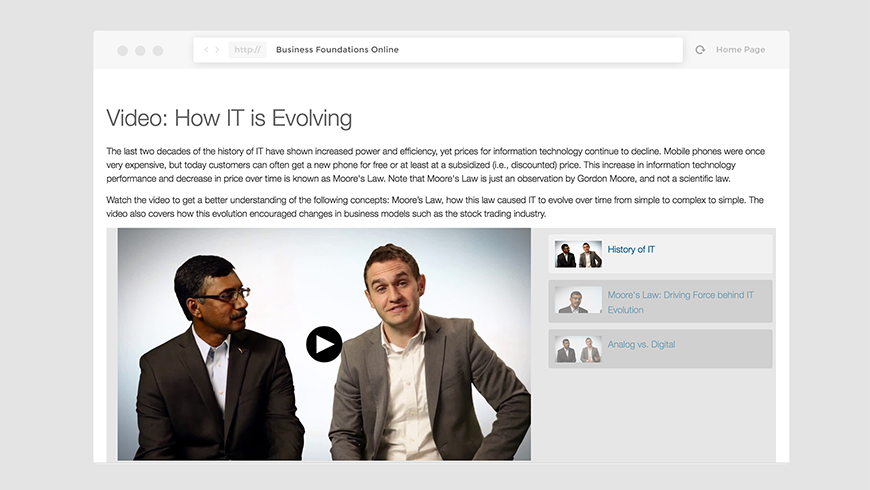 http:// Business Foundations Online Home Page
Video: How IT is Evolving
The last two decades of the history of IT have shown increased power and efficiency, yet prices for information technology continue to decline. Mobile phones were once
very expensive, but today customers can often get a new phone for free or at least at a subsidized (i.e., discounted) price. This increase in information technology
performance and decrease in price over time is known as Moore's Law. Note that Moore's Law is just an observation by Gordon Moore, and not a scientific law.
Watch the video to get a better understanding of the following concepts: Moore's Law, how this law caused IT to evolve over time from simple to complex to simple. The
video also covers how this evolution encouraged changes in business models such as the stock trading industry.
History of IT
Moore's Law: Driving Force behind IT
Evolution
Analog vs. Digital